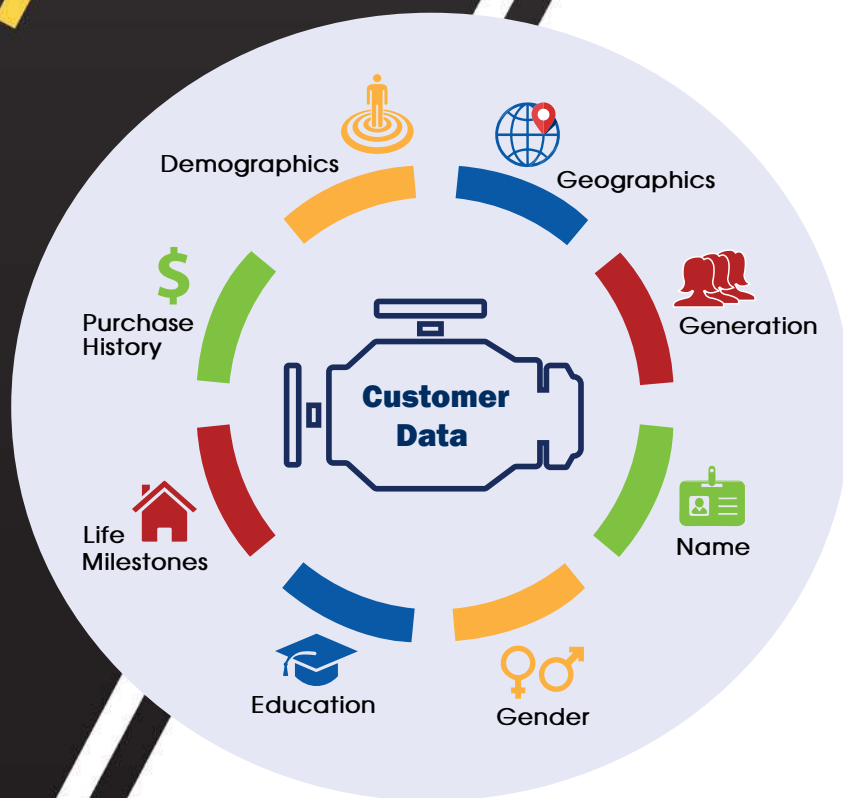 Demographics
Geographics
$
Purchase
History
Generation
Customer
Data
Life
Milestones
Name
Education
Gender